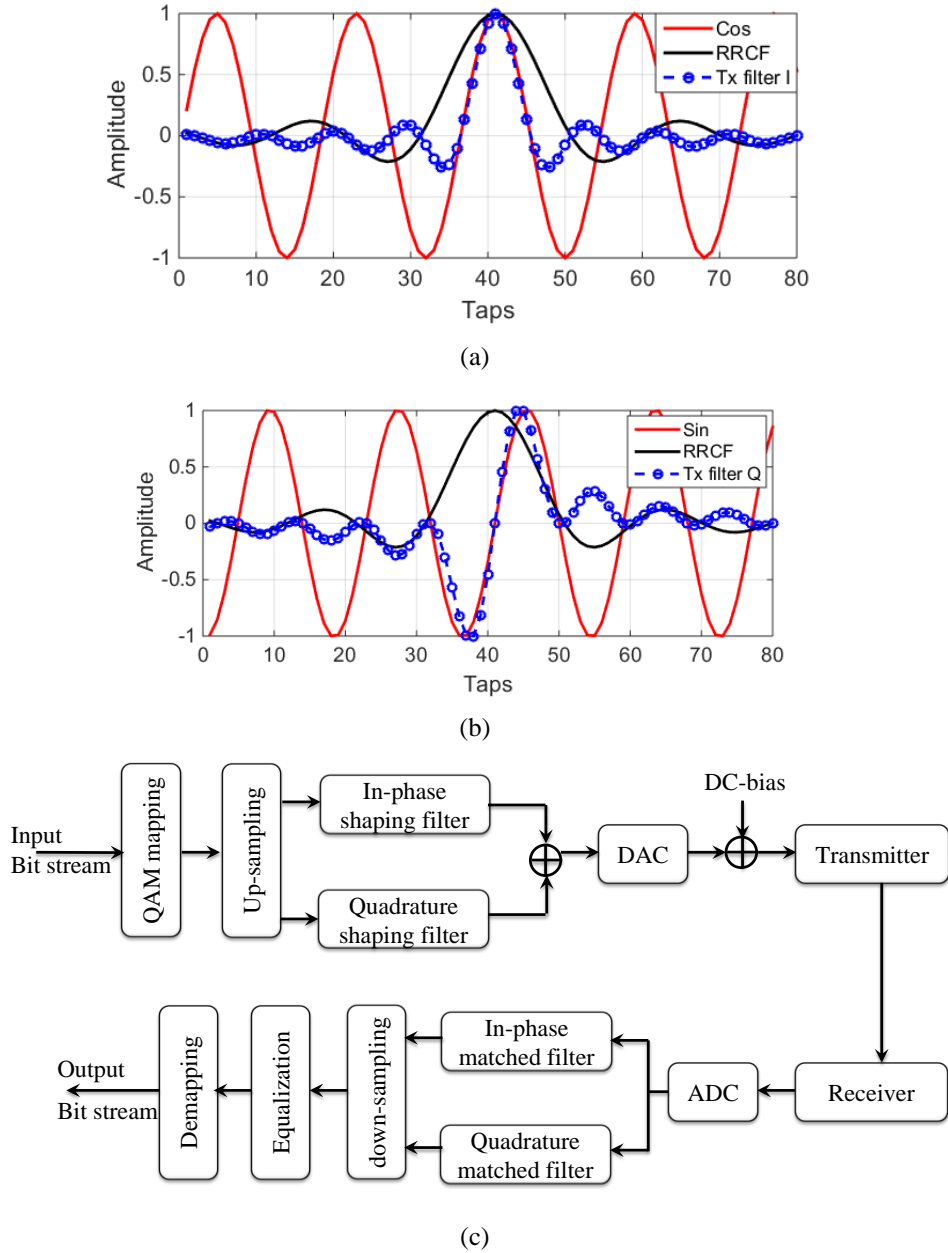 1
0.5
0
-0.5
-1
Amplitude
0 10 20 30 40 50 60 70 80
Taps
Cos
RRCF
Tx filter I
(a)
1
0.5
0
-0.5
-1
Amplitude
0 10 20 30 40 50 60 70 80
Taps
Sin
RRCF
Tx filter Q
(b)
Input
Bit stream
QAM mapping
Up-sampling
In-phase
shaping filter
Quadrature
shaping filter
DAC
DC-bias
Transmitter
Output
Bit stream
Demapping
Equalization
down-sampling
In-phase
matched filter
Quadrature
matched filter
ADC
Receiver
(c)